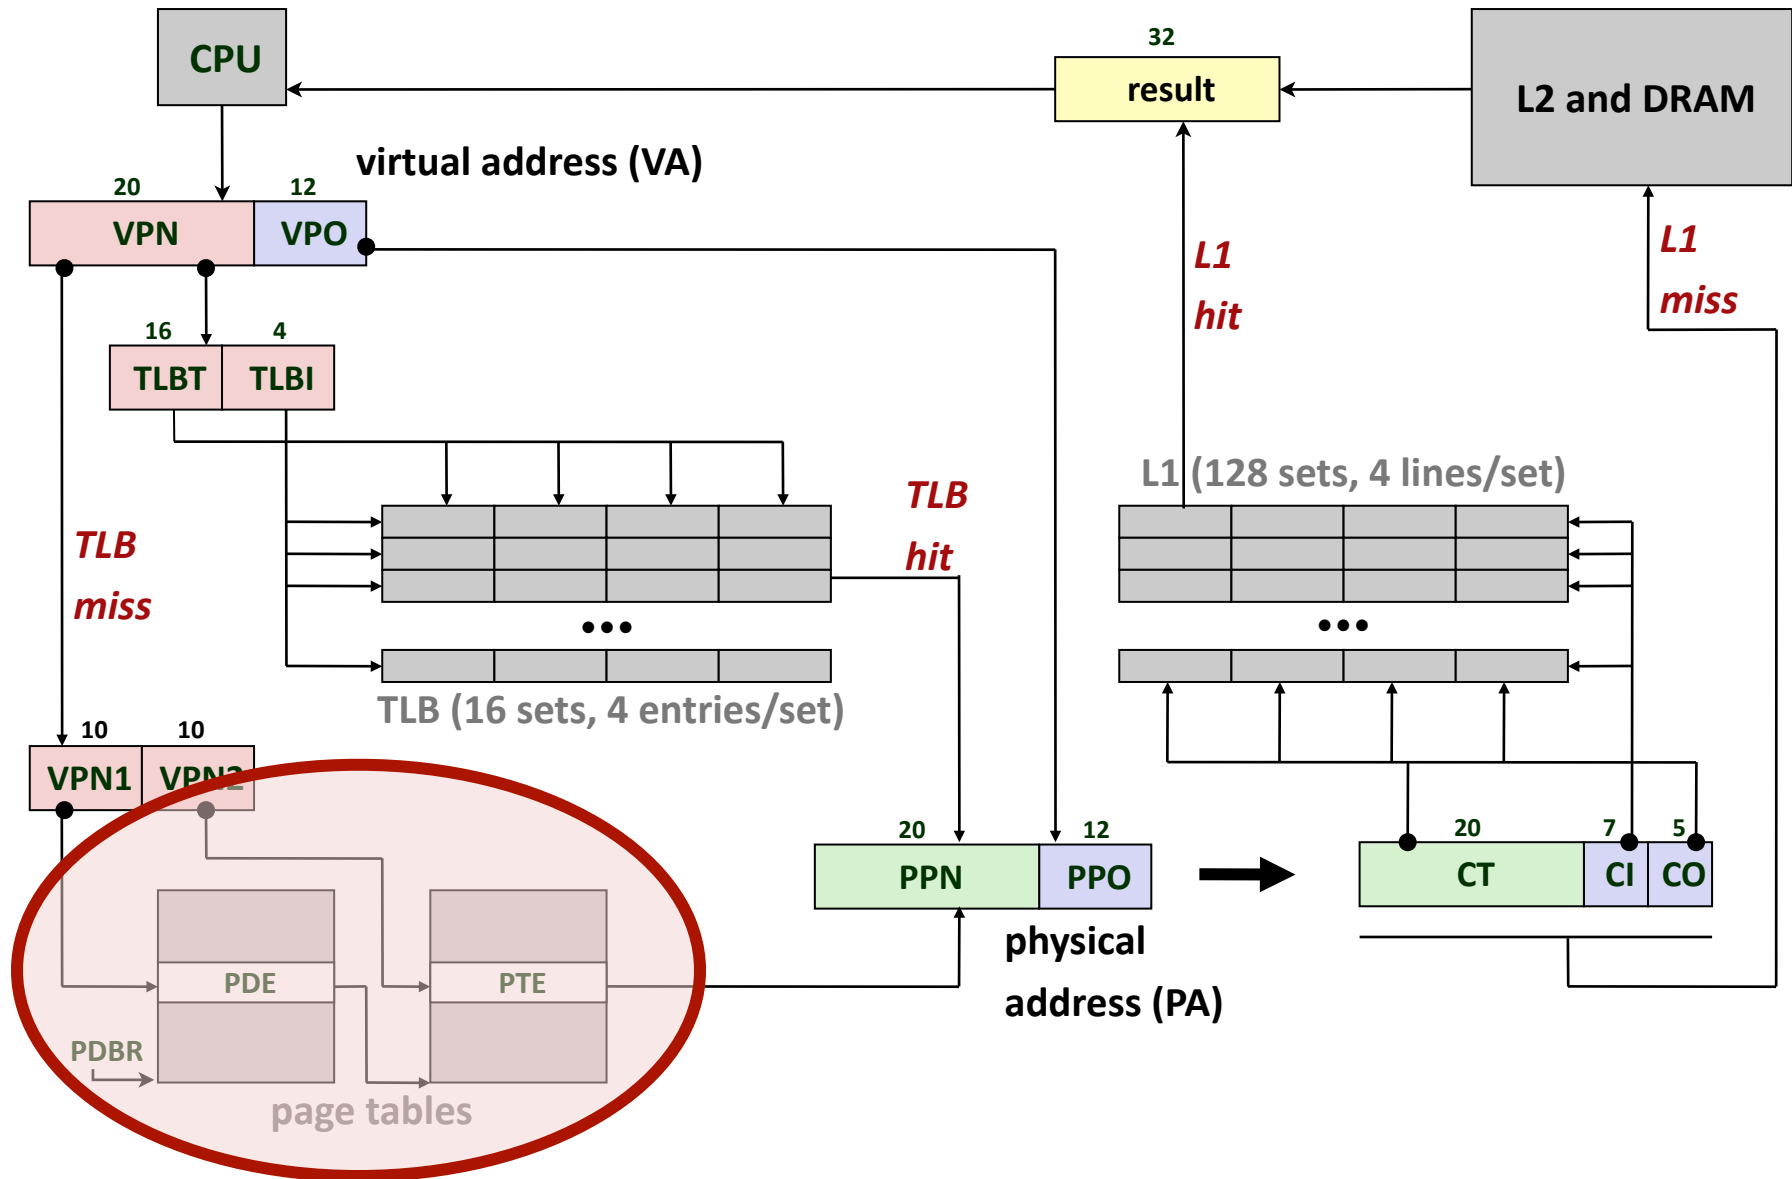 CPU
32
result
L2 and DRAM
virtual address (VA)
20
12
VPN
VPO
L1
hit
L1
miss
16
4
TLBT
TLBI
L1 (128 sets, 4 lines/set)
TLB
hit
TLB
miss
•••
•••
TLB (16 sets, 4 entries/set)
10
10
VPN1
VPN2
20
12
PPN
PPO
20
7
5
CT
CI
CO
physical
address (PA)
PDE
PTE
PDBR
page tables